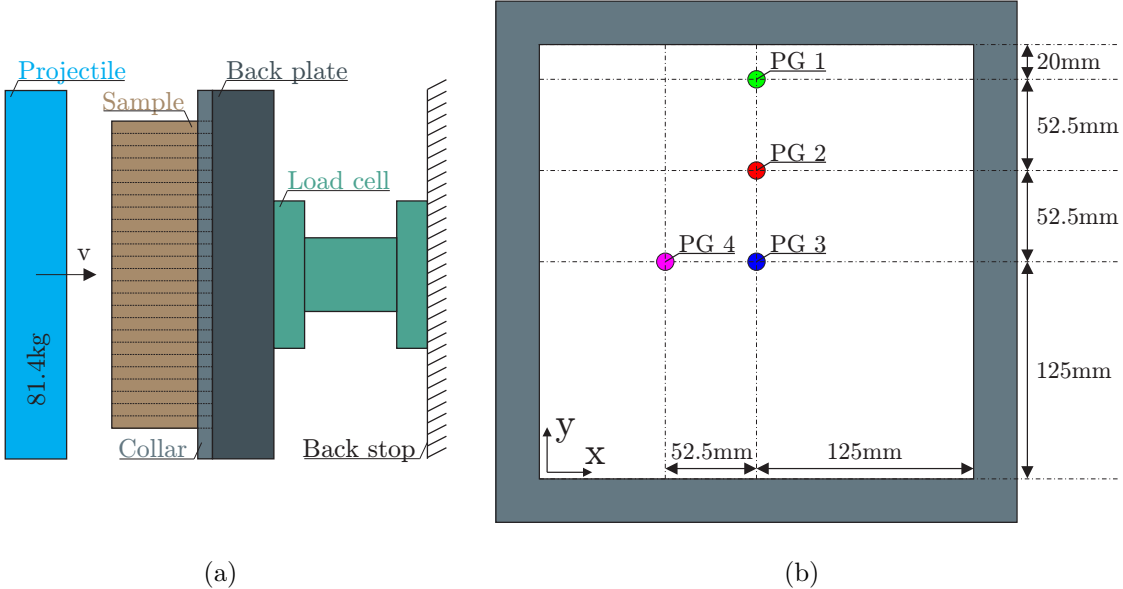 Projectile
Back plate
Sample
Load cell
v
81.4kg
Collar
Back stop
(a)
PG 1
20mm
52.5mm
PG 2
52.5mm
PG 4
PG 3
125mm
y
x
52.5mm
125mm
(b)